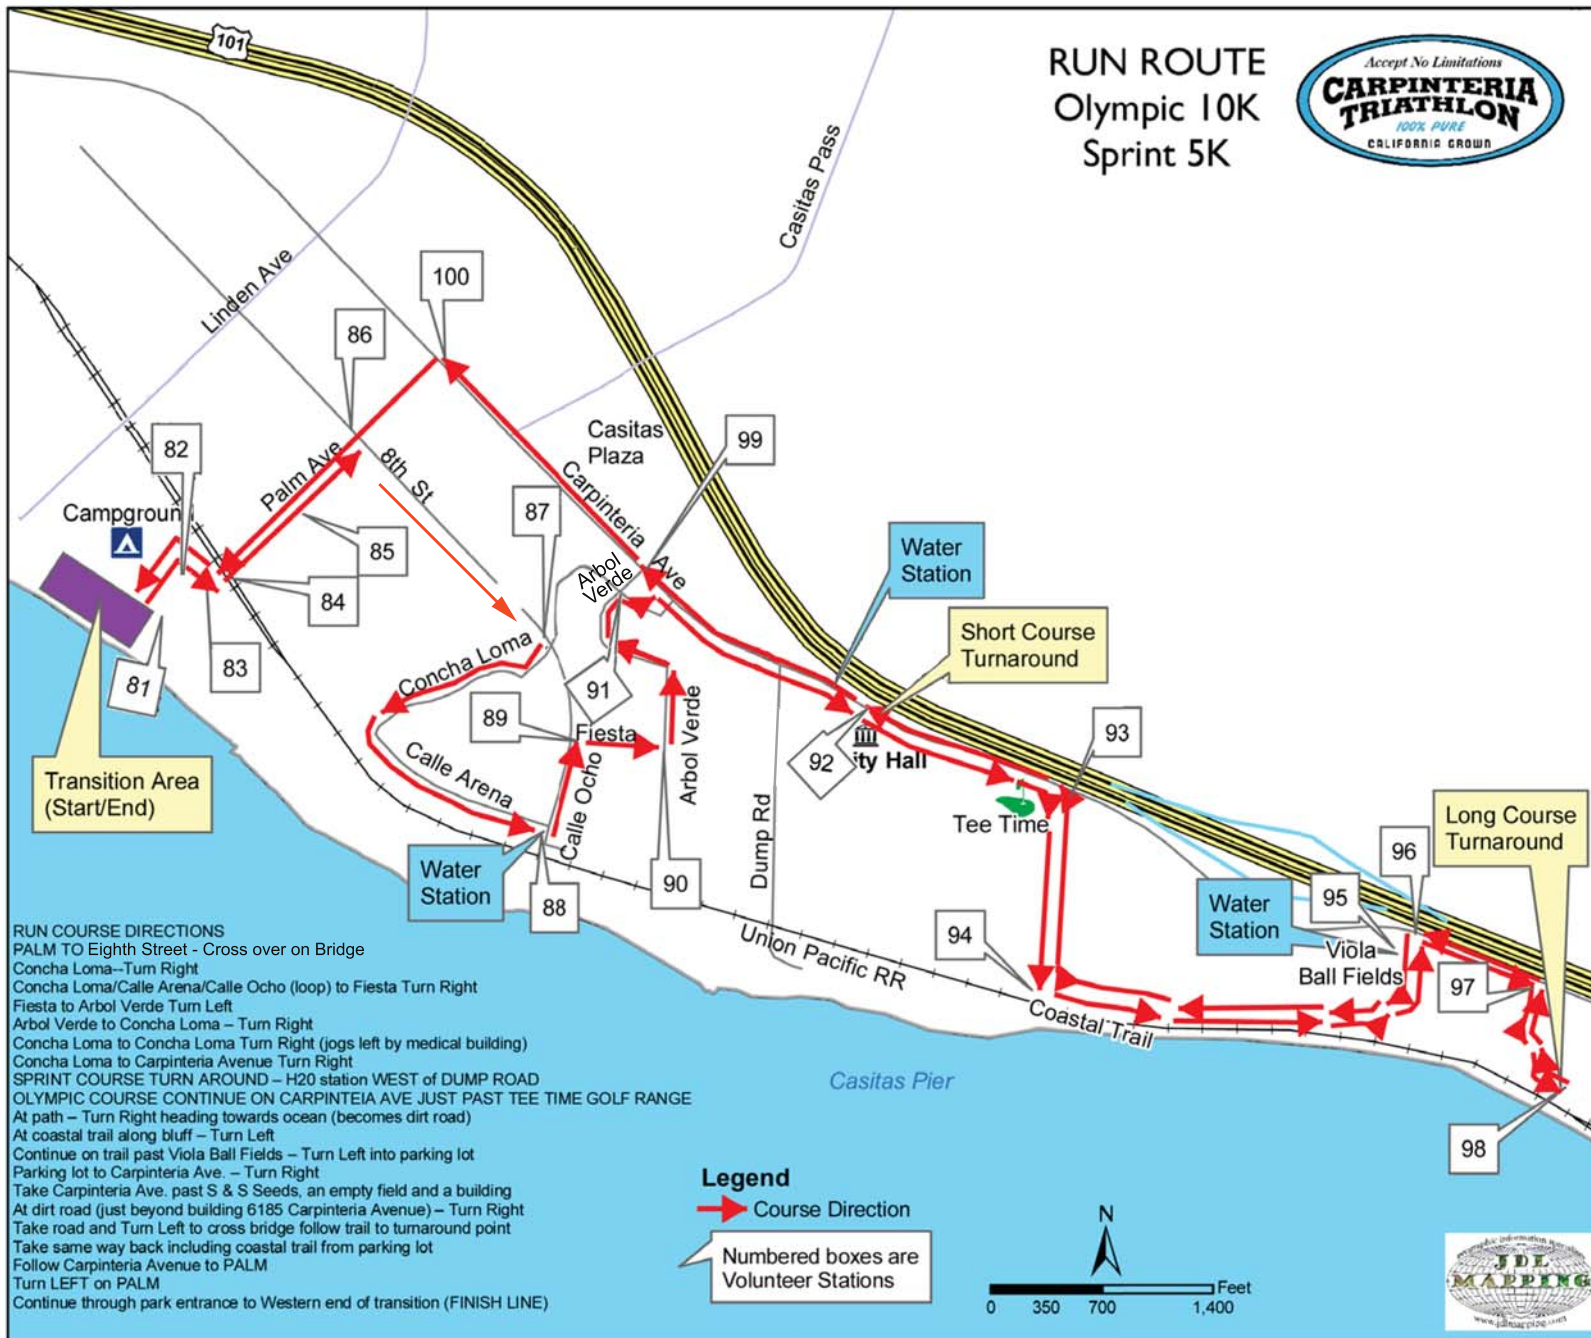 101
RUN ROUTE
Olympic 10K
Sprint 5K
Accept No Limitations
CARPINTERIA
TRIATHLON
100% PURE
CALIFORNIA GROWN
Casitas Pass
Linden Ave
100
86
82
Palm Ave
8th St
Casitas
Plaza
99
Carpinteria Ave
87
Campground
85
84
83
81
Arbol
Verde
Water
Station
Short Course
Turnaround
Concha Loma
91
89
Fiesta
Arbol Verde
92
City Hall
93
Transition Area
(Start/End)
Calle Arena
Calle Ocho
Dump Rd
Tee Time
Long Course
Turnaround
Water
Station
88
90
96
95
Water
Station
94
Viola
Ball Fields
97
Union Pacific RR
Coastal Trail
98
Casitas Pier
RUN COURSE DIRECTIONS
PALM TO Eighth Street - Cross over on Bridge
Concha Loma--Turn Right
Concha Loma/Calle Arena/Calle Ocho (loop) to Fiesta Turn Right
Fiesta to Arbol Verde Turn Left
Arbol Verde to Concha Loma – Turn Right
Concha Loma to Concha Loma Turn Right (jogs left by medical building)
Concha Loma to Carpinteria Avenue Turn Right
SPRINT COURSE TURN AROUND – H20 station WEST of DUMP ROAD
OLYMPIC COURSE CONTINUE ON CARPINTEIA AVE JUST PAST TEE TIME GOLF RANGE
At path – Turn Right heading towards ocean (becomes dirt road)
At coastal trail along bluff – Turn Left
Continue on trail past Viola Ball Fields – Turn Left into parking lot
Parking lot to Carpinteria Ave. – Turn Right
Take Carpinteria Ave. past S & S Seeds, an empty field and a building
At dirt road (just beyond building 6185 Carpinteria Avenue) – Turn Right
Take road and Turn Left to cross bridge follow trail to turnaround point
Take same way back including coastal trail from parking lot
Follow Carpinteria Avenue to PALM
Turn LEFT on PALM
Continue through park entrance to Western end of transition (FINISH LINE)
Legend
Course Direction
Numbered boxes are
Volunteer Stations
N
Feet
0 350 700 1,400
JDL
MAPPING
www.jdlmapping.com